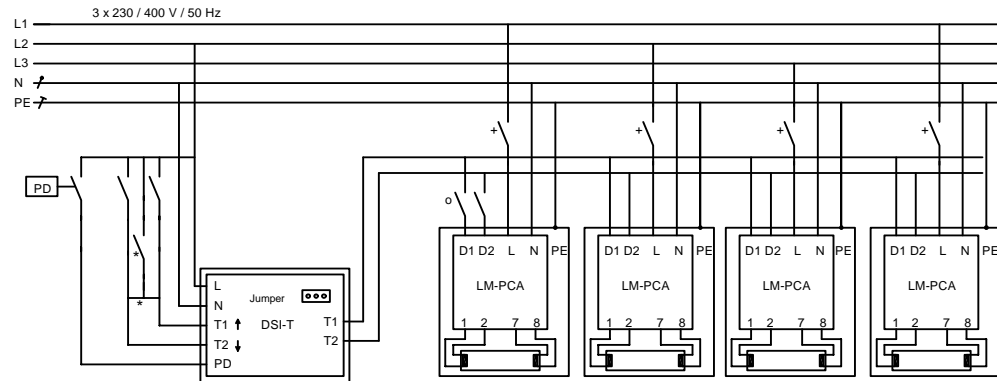 3 x 230 / 400 V / 50 Hz
L1
L2
L3
N
PE
+ + + +
PD
o
*
*
D1 D2 L N PE
LM-PCA
1 2 7 8
D1 D2 L N PE
LM-PCA
1 2 7 8
D1 D2 L N PE
LM-PCA
1 2 7 8
D1 D2 L N PE
LM-PCA
1 2 7 8
L
N
Jumper
T1
DSI-T
T1
T2
T2
PD